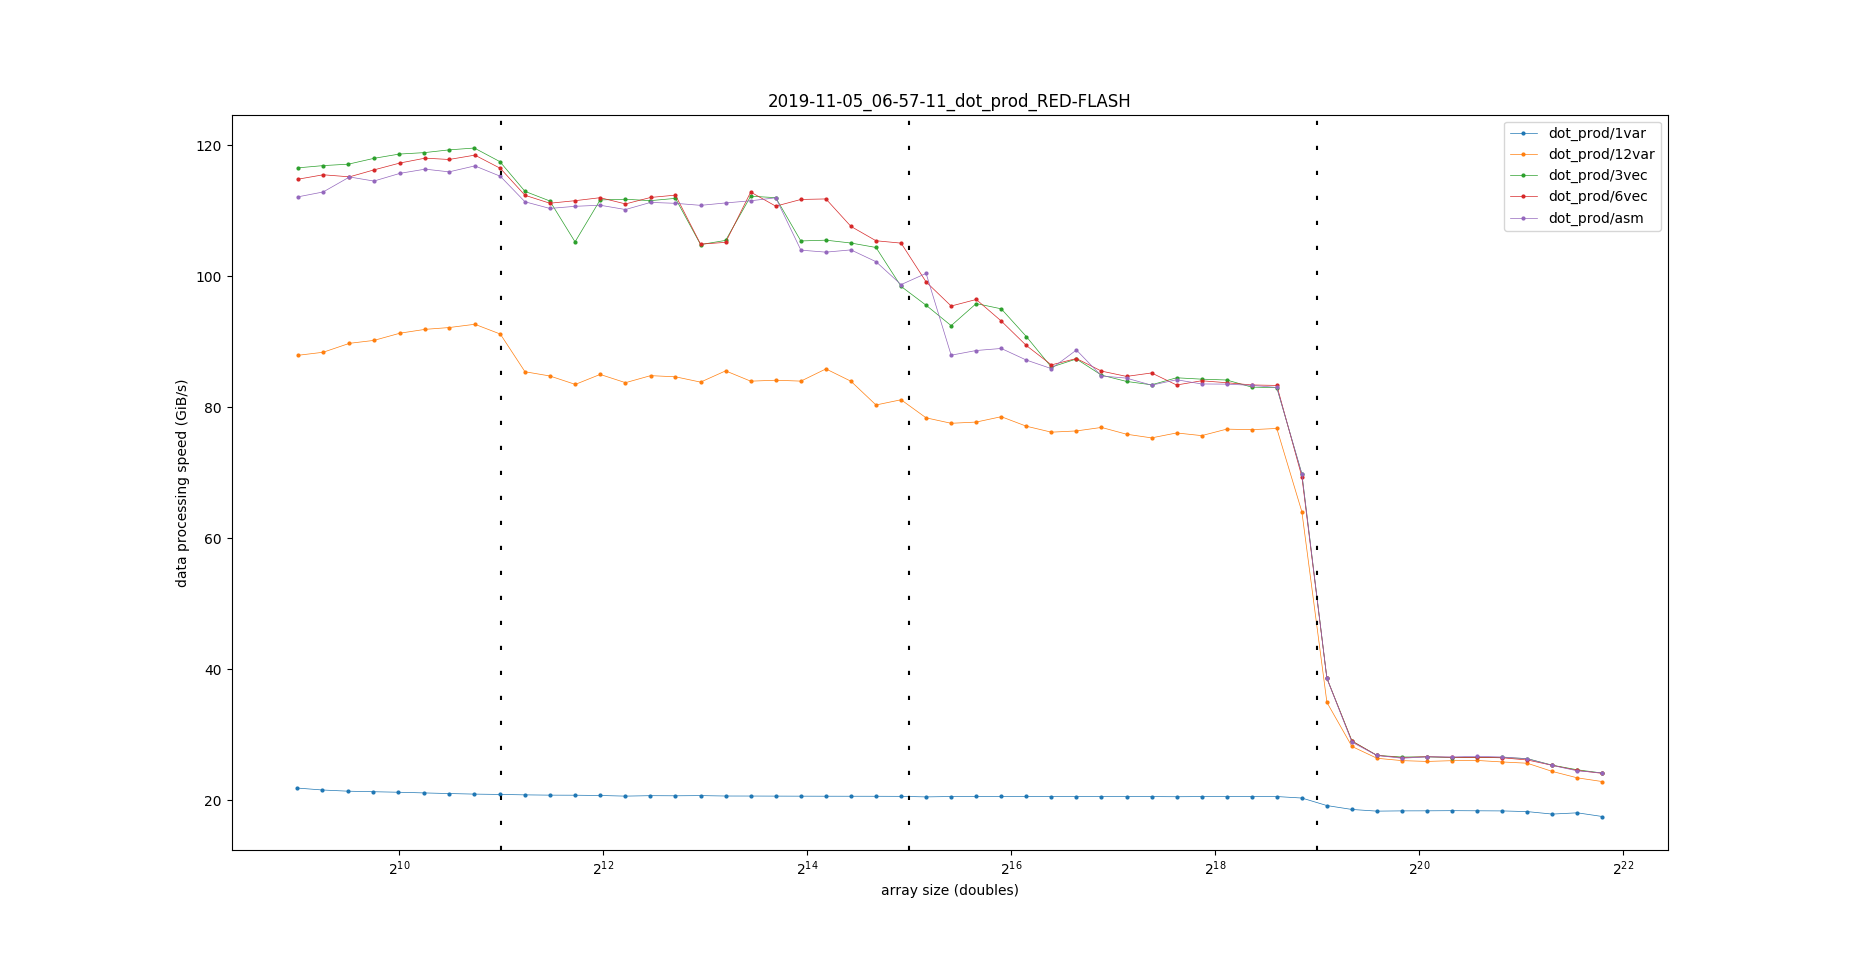 2019-11-05_06-57-11_dot_prod_RED-FLASH
dot_prod/1var
dot_prod/12var
dot_prod/3vec
dot_prod/6vec
dot_prod/asm
data processing speed (GiB/s)
120
100
80
60
40
20
2^10 2^12 2^14 2^16 2^18 2^20 2^22
array size (doubles)